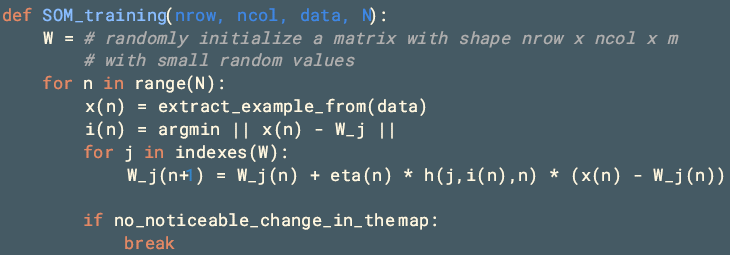 def SOM_training(nrow, ncol, data, N):
    W = # randomly initialize a matrix with shape nrow x ncol x m
        # with small random values
    for n in range(N):
        x(n) = extract_example_from(data)
        i(n) = argmin || x(n) - W_j ||
        for j in indexes(W):
            W_j(n+1) = W_j(n) + eta(n) * h(j,i(n),n) * (x(n) - W_j(n))
        if no_noticeable_change_in_the map:
            break